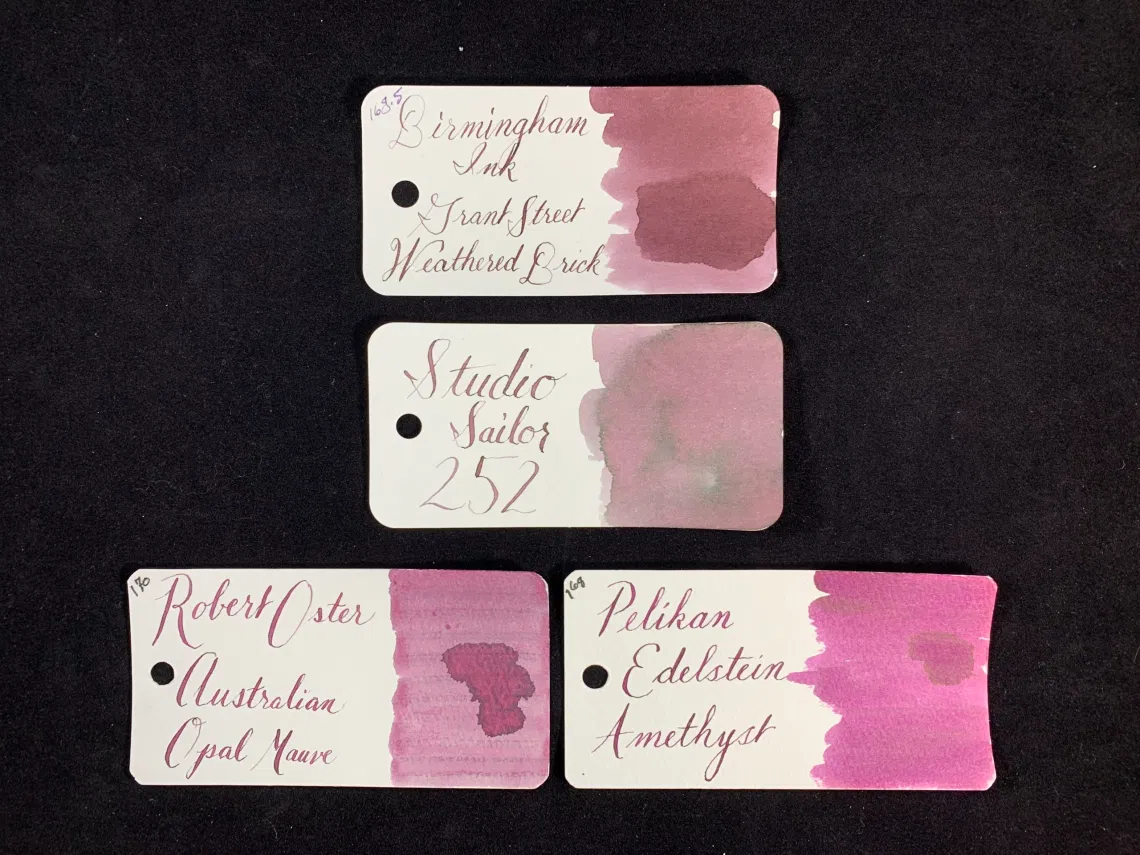 168.5
Birmingham
Ink
Grant Street
Weathered Brick
Studio
Sailor
252
170
Robert Oster
Australian
Opal Mauve
168
Pelikan
Edelstein
Amethyst